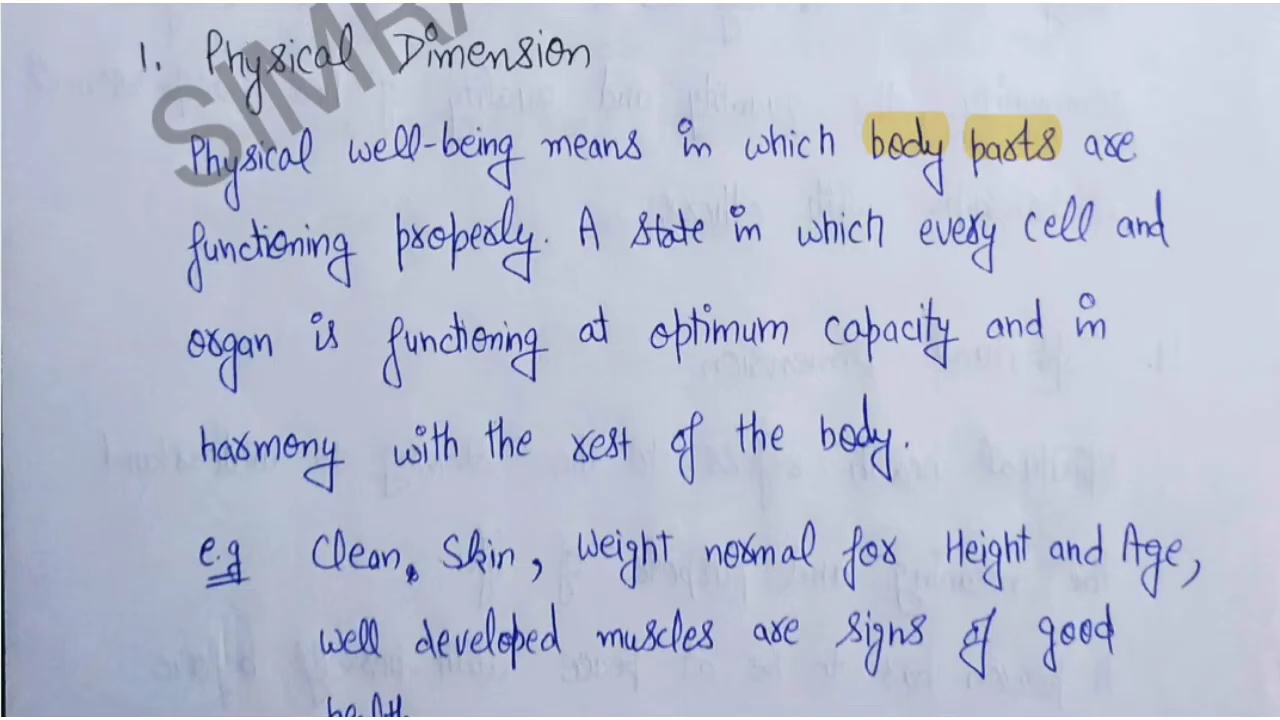 1. Physical Dimension
Physical well-being means in which body parts are
functioning properly. A state in which every cell and
organ is functioning at optimum capacity and in
harmony with the rest of the body.
e.g Clean, Skin, Weight normal for Height and Age,
well developed muscles are signs of good